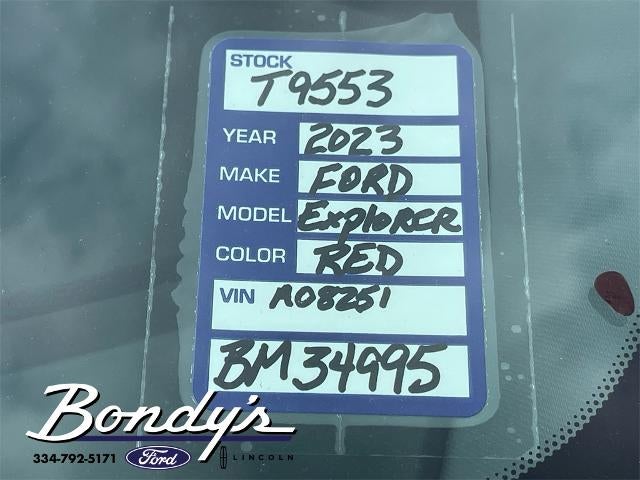 STOCK
T9553
YEAR 2023
MAKE FORD
MODEL Explorer
COLOR RED
VIN A08251
BM34995
Bondy's
334-792-5171 Ford LINCOLN